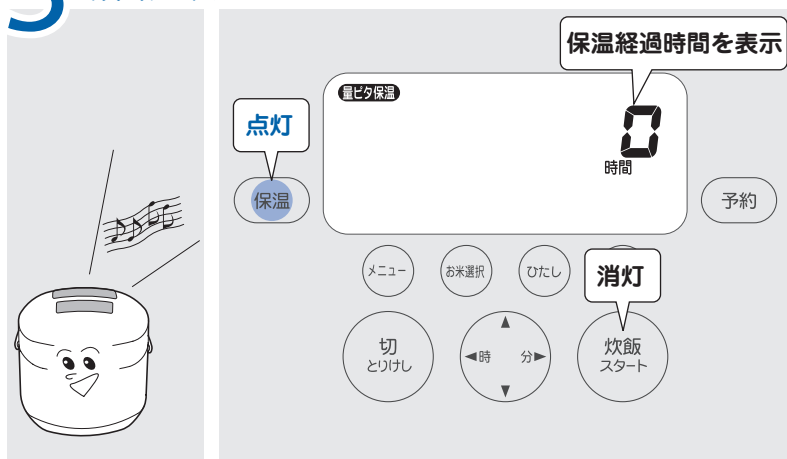 保温経過時間を表示
量ピタ保温
点灯
0
時間
保温
予約
メニュー
お米選択
ひたし
消灯
切
とりけし
▲
◀時 分▶
▼
炊飯
スタート